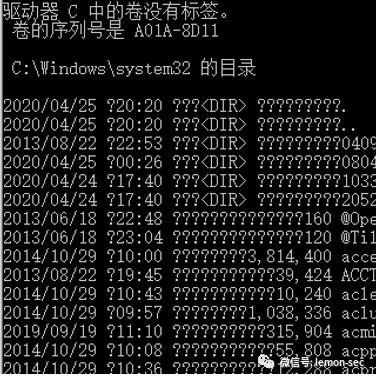 驱动器 C 中的卷没有标签。
卷的序列号是 A01A-8D11
C:\Windows\system32 的目录
2020/04/25 ?20:20 ???<DIR> ?????????.
2020/04/25 ?20:20 ???<DIR> ?????????..
2013/08/22 ?22:53 ???<DIR> ?????????0409
2020/04/25 ?00:26 ???<DIR> ?????????0804
2020/04/24 ?17:40 ???<DIR> ?????????1033
2020/04/24 ?17:40 ???<DIR> ?????????2052
2013/06/18 ?22:48 ??????????????160 @Ope
2013/06/18 ?23:04 ??????????????120 @Til
2014/10/29 ?10:00 ????????3,814,400 acce
2013/08/22 ?19:45 ???????????39,424 ACCT
2014/10/29 ?10:43 ???????????10,240 acle
2014/10/29 ?09:57 ????????1,038,336 aclu
2019/09/19 ?11:10 ??????????315,904 acmi
2014/10/29 ?10:08 ???????????55,808 acpp
2014/10/29 ?10:36
微信号: lemon-sec